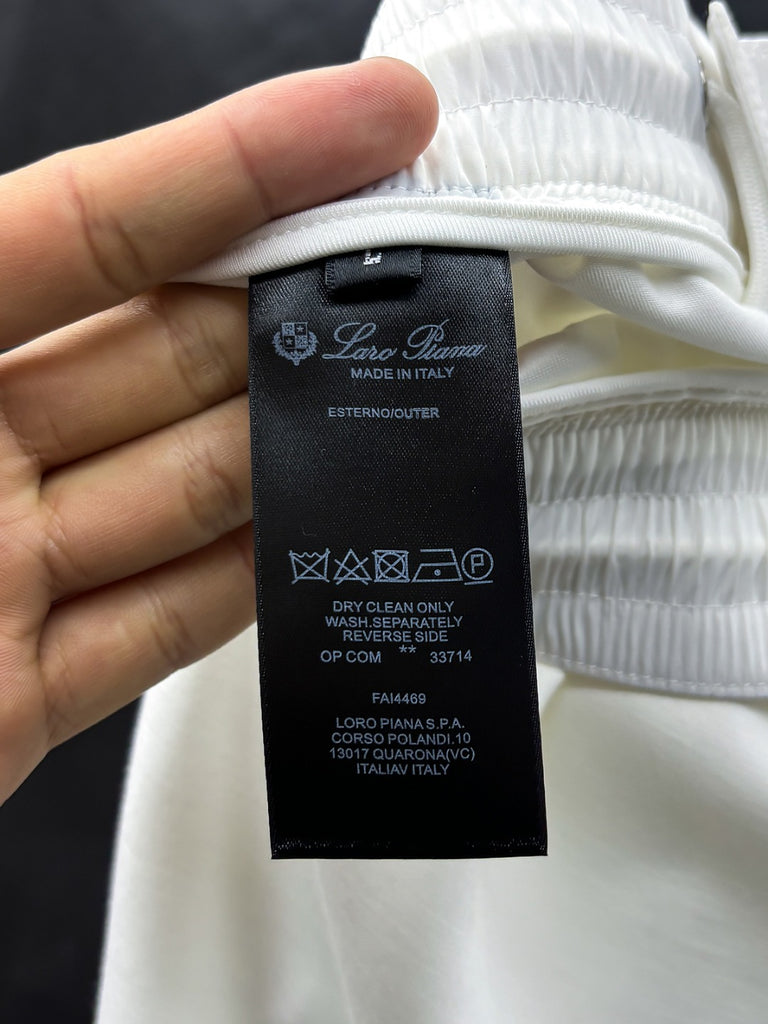 Laro Piana
MADE IN ITALY
ESTERNO/OUTER
P
DRY CLEAN ONLY
WASH.SEPARATELY
REVERSE SIDE
OP COM ** 33714
FAI4469
LORO PIANA S.P.A.
CORSO POLANDI.10
13017 QUARONA(VC)
ITALIAV ITALY